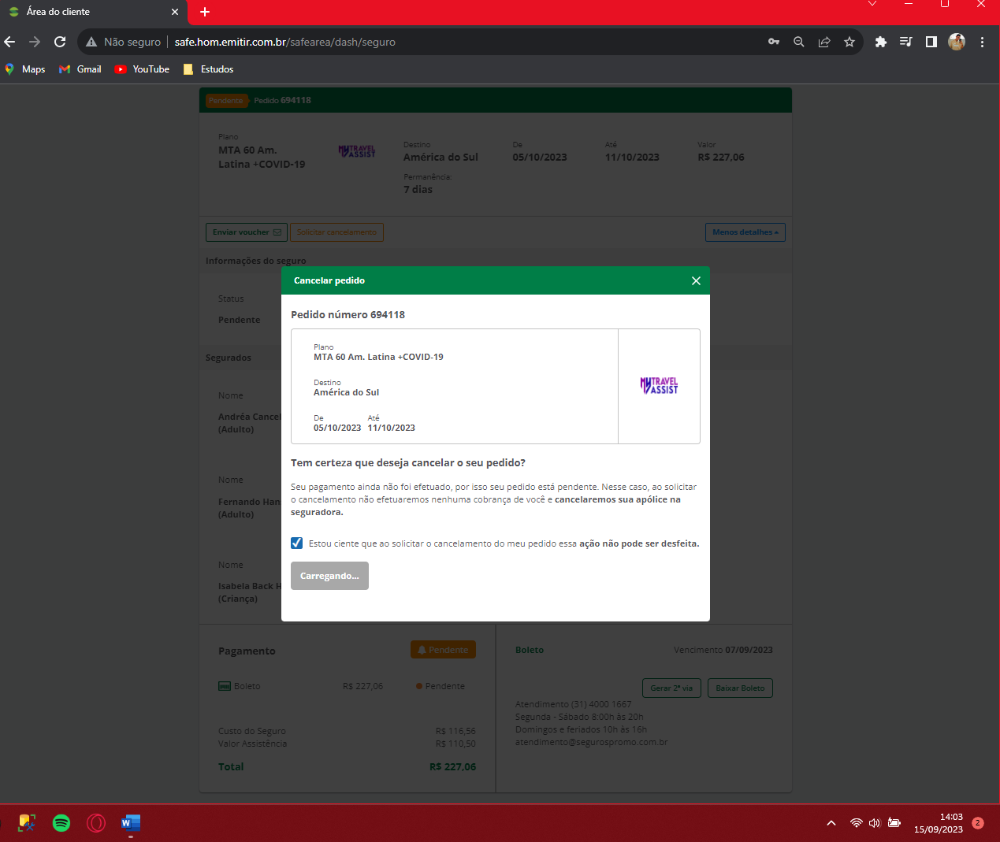 Área do cliente
Não seguro | safe.hom.emitir.com.br/safearea/dash/seguro
Maps Gmail YouTube Estudos
Pendente Pedido 694118
Plano
MTA 60 Am.
Latina +COVID-19
MY TRAVEL
ASSIST
Destino
América do Sul
De
05/10/2023
Até
11/10/2023
Valor
R$ 227,06
Permanência:
7 dias
Enviar voucher
Solicitar cancelamento
Menos detalhes
Informações do seguro
Status
Pendente
Segurados
Nome
Andréa Cancel
(Adulto)
Nome
Fernando Han
(Adulto)
Nome
Isabela Back H
(Criança)
Cancelar pedido
Pedido número 694118
Plano
MTA 60 Am. Latina +COVID-19
Destino
América do Sul
De Até
05/10/2023 11/10/2023
MY TRAVEL
ASSIST
Tem certeza que deseja cancelar o seu pedido?
Seu pagamento ainda não foi efetuado, por isso seu pedido está pendente. Nesse caso, ao solicitar
o cancelamento não efetuaremos nenhuma cobrança de você e cancelaremos sua apólice na
seguradora.
Estou ciente que ao solicitar o cancelamento do meu pedido essa ação não pode ser desfeita.
Carregando...
Pagamento
Pendente
Boleto R$ 227,06 Pendente
Custo do Seguro R$ 116,56
Valor Assistência R$ 110,50
Total R$ 227,06
Boleto
Vencimento 07/09/2023
Gerar 2ª via
Baixar Boleto
Atendimento (31) 4000 1667
Segunda - Sábado 8:00h às 20h
Domingos e feriados 10h às 16h
atendimento@segurospromo.com.br
W
14:03
15/09/2023
2